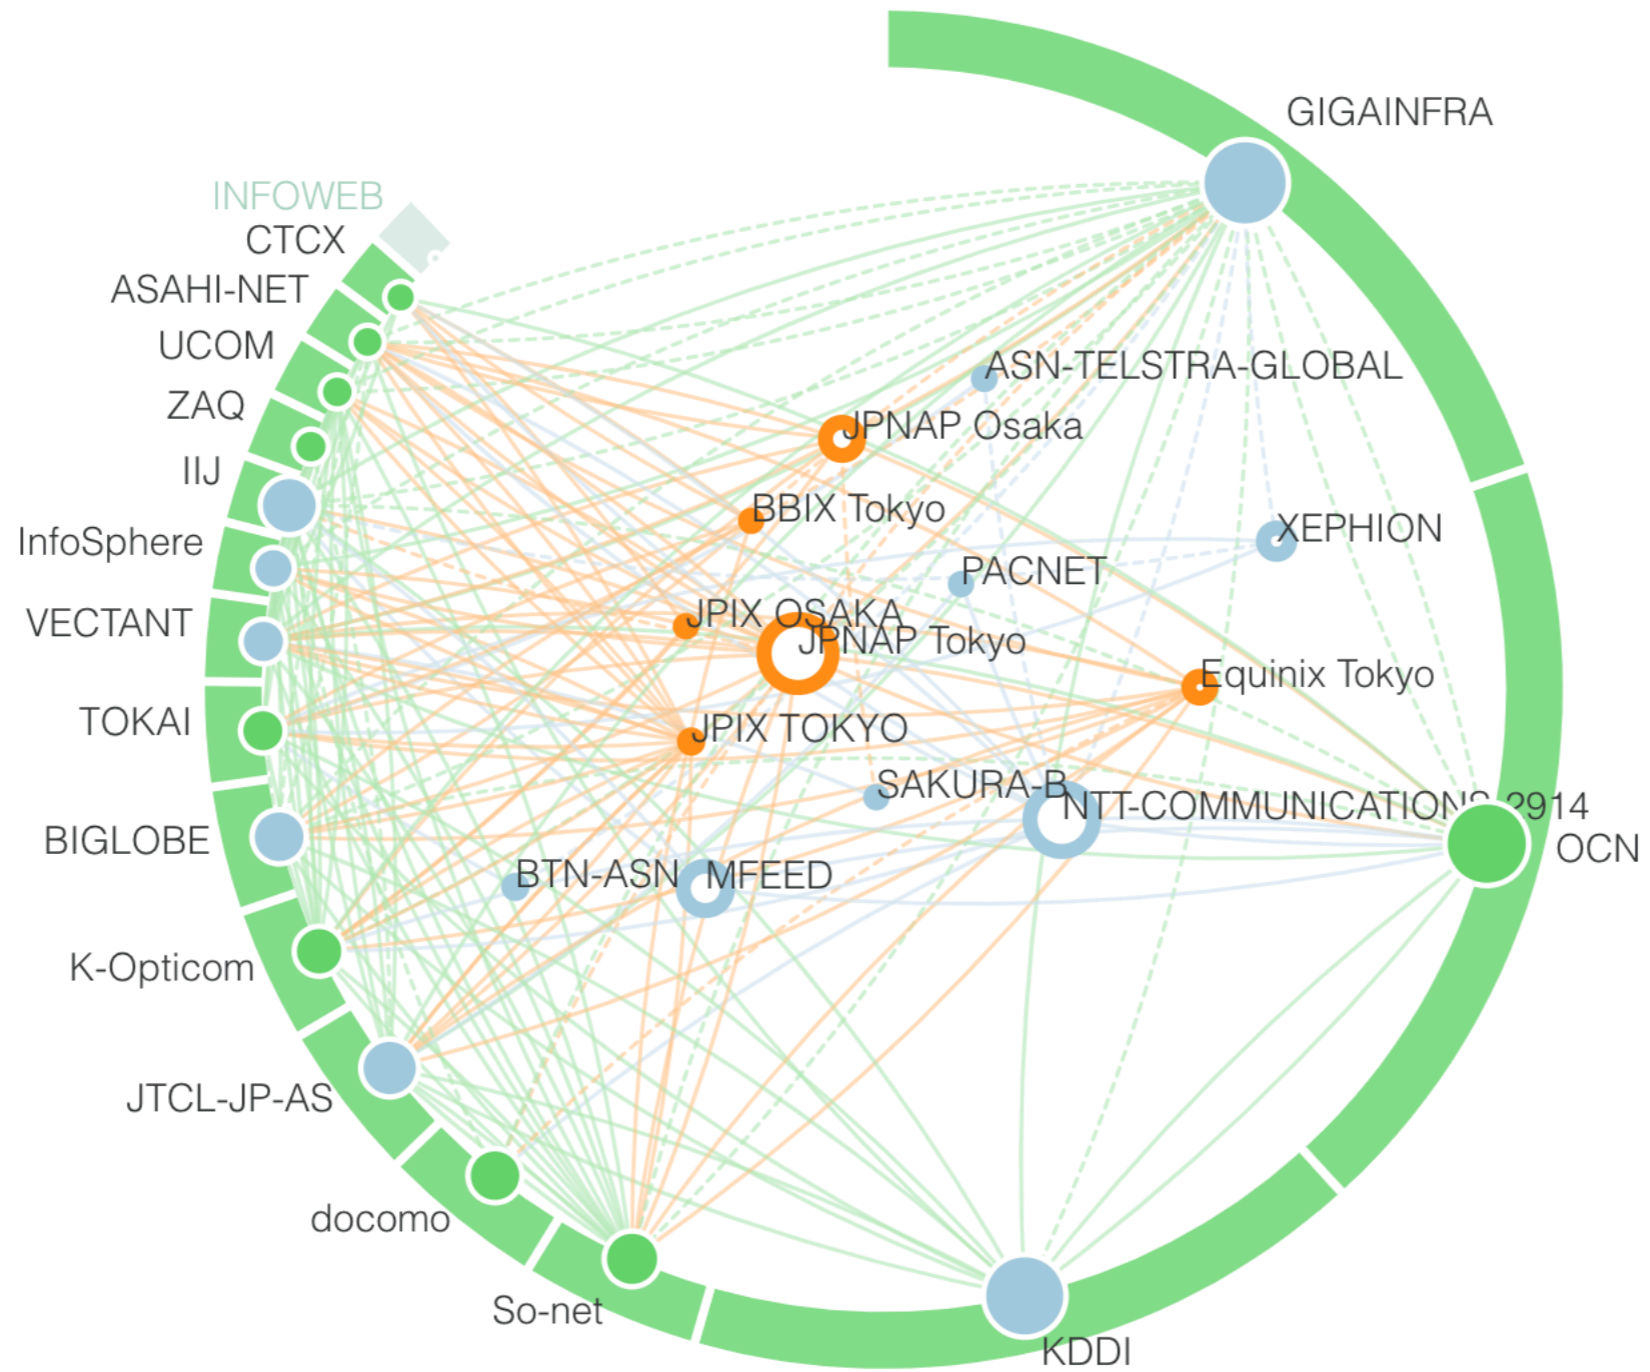 GIGAINFRA
INFOWEB
CTCX
ASAHI-NET
UCOM
ZAQ
IIJ
InfoSphere
VECTANT
TOKAI
BIGLOBE
K-Opticom
JTCL-JP-AS
docomo
So-net
KDDI
OCN
ASN-TELSTRA-GLOBAL
JPNAP Osaka
BBIX Tokyo
XEPHION
PACNET
JPIX OSAKA
JPNAP Tokyo
Equinix Tokyo
JPIX TOKYO
SAKURA-B
NTT-COMMUNICATIONS-2914
BTN-ASN
MFEED